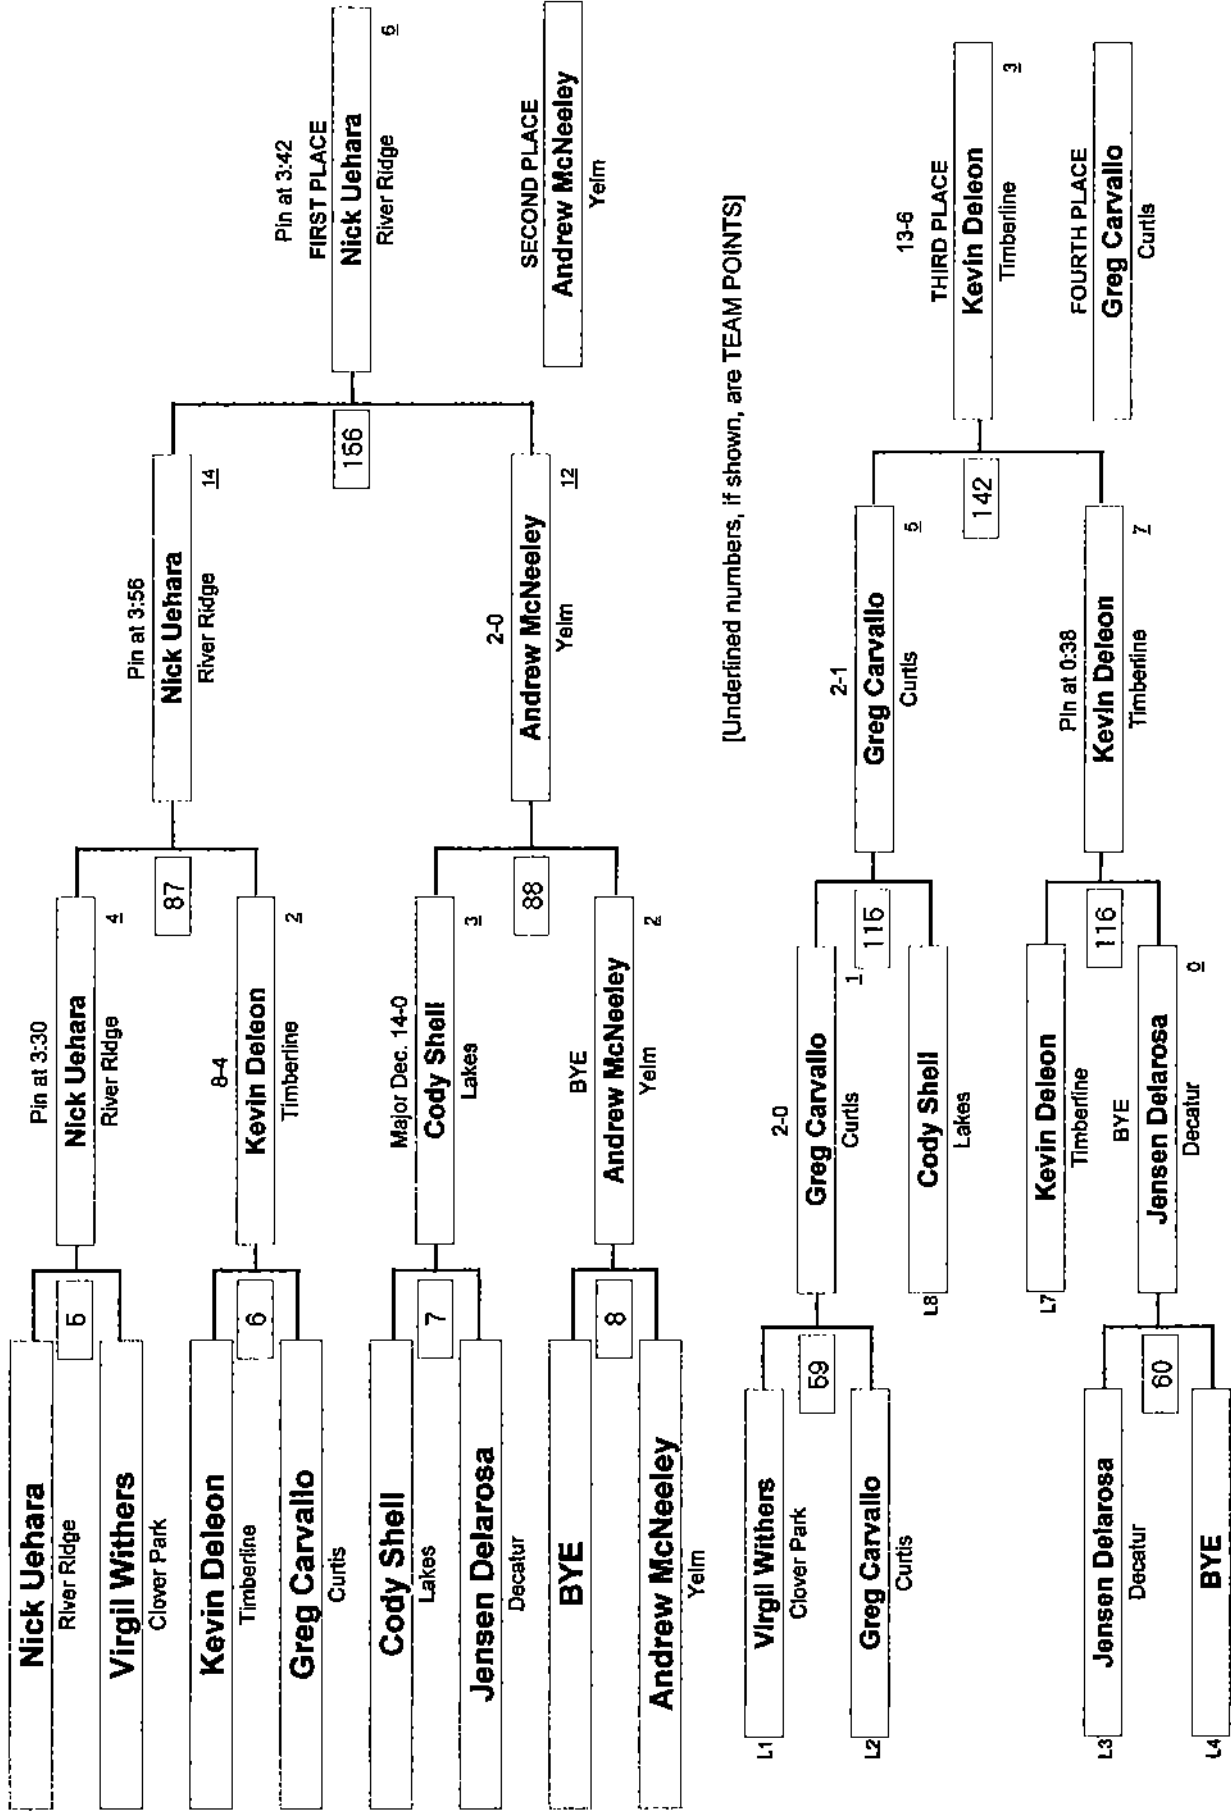 Nick Uehara
River Ridge
5
Virgil Withers
Clover Park
Kevin Deleon
Timberline
6
Greg Carvallo
Curtis
Cody Shell
Lakes
7
Jensen Delarosa
Decatur
BYE
8
Andrew McNeeley
Yelm
Pin at 3:30
Nick Uehara
River Ridge
4
87
8-4
Kevin Deleon
Timberline
2
Major Dec. 14-0
Cody Shell
Lakes
3
88
BYE
Andrew McNeeley
Yelm
2
Pin at 3:56
Nick Uehara
River Ridge
14
166
2-0
Andrew McNeeley
Yelm
12
Pin at 3:42
FIRST PLACE
Nick Uehara
River Ridge
6
SECOND PLACE
Andrew McNeeley
Yelm
[Underlined numbers, if shown, are TEAM POINTS]
L1
Virgil Withers
Clover Park
59
L2
Greg Carvallo
Curtis
L3
Jensen Delarosa
Decatur
60
L4
BYE
2-0
Greg Carvallo
Curtis
1
115
L8
Cody Shell
Lakes
L7
Kevin Deleon
Timberline
116
BYE
Jensen Delarosa
Decatur
0
2-1
Greg Carvallo
Curtis
5
142
Pin at 0:38
Kevin Deleon
Timberline
7
13-6
THIRD PLACE
Kevin Deleon
Timberline
3
FOURTH PLACE
Greg Carvallo
Curtis